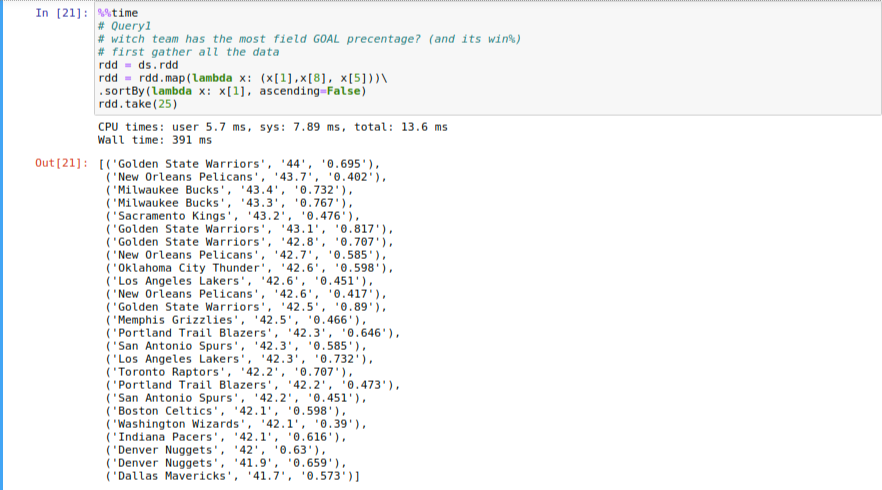 In [21]: %%time
# Query1
# witch team has the most field GOAL precentage? (and its win%)
# first gather all the data
rdd = ds.rdd
rdd = rdd.map(lambda x: (x[1],x[8], x[5]))\
.sortBy(lambda x: x[1], ascending=False)
rdd.take(25)
CPU times: user 5.7 ms, sys: 7.89 ms, total: 13.6 ms
Wall time: 391 ms
Out[21]: [('Golden State Warriors', '44', '0.695'),
('New Orleans Pelicans', '43.7', '0.402'),
('Milwaukee Bucks', '43.4', '0.732'),
('Milwaukee Bucks', '43.3', '0.767'),
('Sacramento Kings', '43.2', '0.476'),
('Golden State Warriors', '43.1', '0.817'),
('Golden State Warriors', '42.8', '0.707'),
('New Orleans Pelicans', '42.7', '0.585'),
('Oklahoma City Thunder', '42.6', '0.598'),
('Los Angeles Lakers', '42.6', '0.451'),
('New Orleans Pelicans', '42.6', '0.417'),
('Golden State Warriors', '42.5', '0.89'),
('Memphis Grizzlies', '42.5', '0.466'),
('Portland Trail Blazers', '42.3', '0.646'),
('San Antonio Spurs', '42.3', '0.585'),
('Los Angeles Lakers', '42.3', '0.732'),
('Toronto Raptors', '42.2', '0.707'),
('Portland Trail Blazers', '42.2', '0.473'),
('San Antonio Spurs', '42.2', '0.451'),
('Boston Celtics', '42.1', '0.598'),
('Washington Wizards', '42.1', '0.39'),
('Indiana Pacers', '42.1', '0.616'),
('Denver Nuggets', '42', '0.63'),
('Denver Nuggets', '41.9', '0.659'),
('Dallas Mavericks', '41.7', '0.573')]